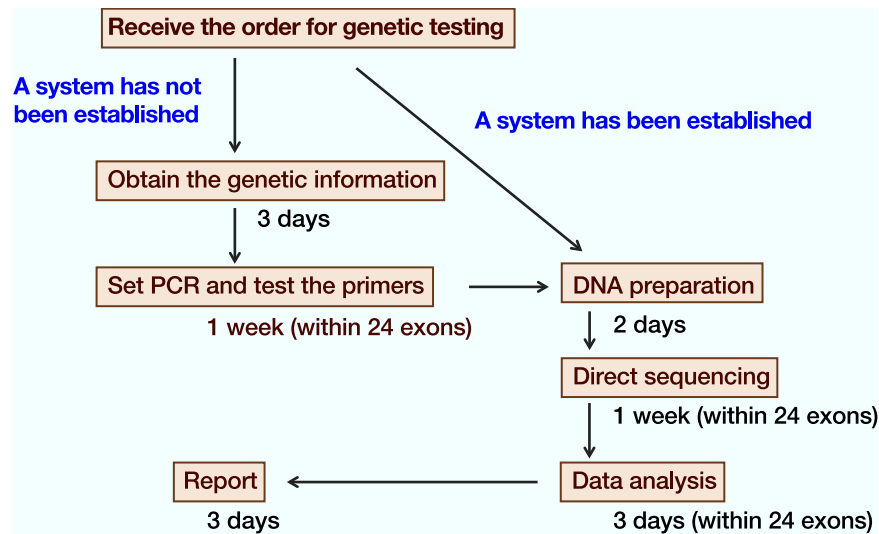 Receive the order for genetic testing
A system has not
been established
A system has been established
Obtain the genetic information
3 days
Set PCR and test the primers
1 week (within 24 exons)
DNA preparation
2 days
Direct sequencing
1 week (within 24 exons)
Data analysis
3 days (within 24 exons)
Report
3 days